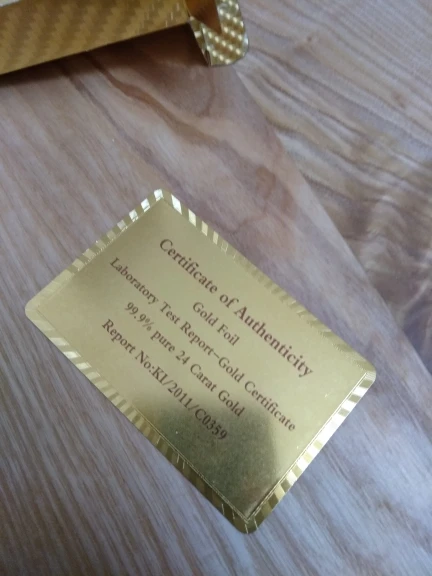 Certificate of Authenticity
Gold Foil
Laboratory Test Report-Gold Certificate
99.9% pure 24 Carat Gold
Report No:KI/2011/C0359